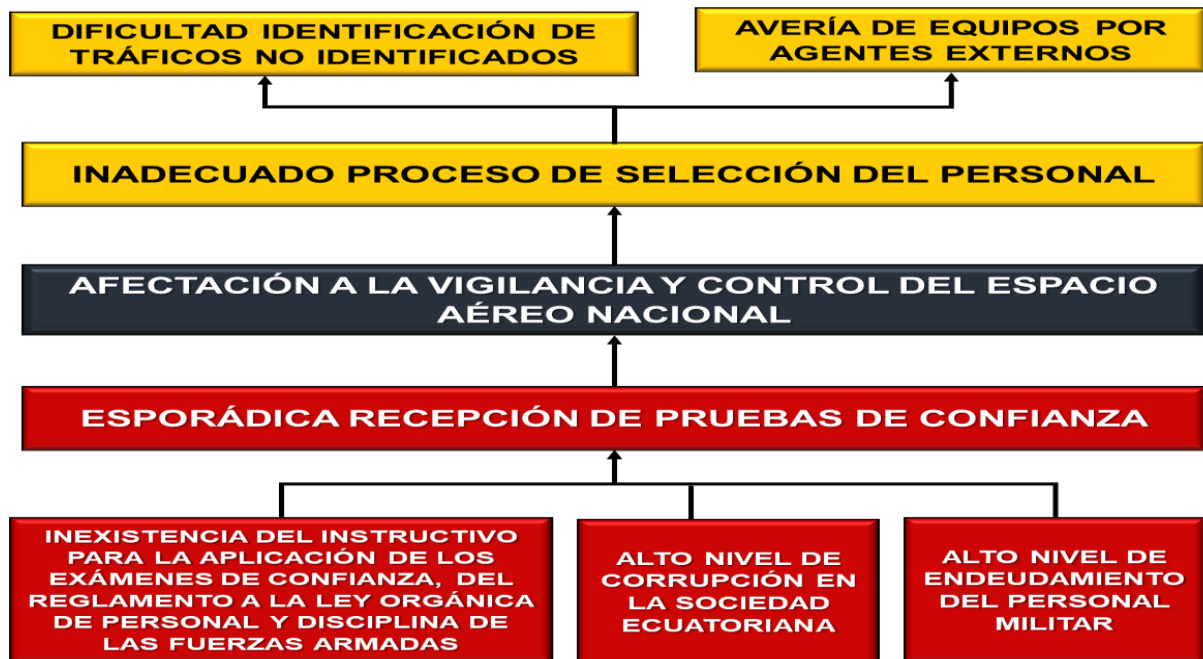 DIFICULTAD IDENTIFICACIÓN DE
TRÁFICOS NO IDENTIFICADOS
AVERÍA DE EQUIPOS POR
AGENTES EXTERNOS
INADECUADO PROCESO DE SELECCIÓN DEL PERSONAL
AFECTACIÓN A LA VIGILANCIA Y CONTROL DEL ESPACIO
AÉREO NACIONAL
ESPORÁDICA RECEPCIÓN DE PRUEBAS DE CONFIANZA
INEXISTENCIA DEL INSTRUCTIVO
PARA LA APLICACIÓN DE LOS
EXÁMENES DE CONFIANZA, DEL
REGLAMENTO A LA LEY ORGÁNICA
DE PERSONAL Y DISCIPLINA DE
LAS FUERZAS ARMADAS
ALTO NIVEL DE
CORRUPCIÓN EN
LA SOCIEDAD
ECUATORIANA
ALTO NIVEL DE
ENDEUDAMIENTO
DEL PERSONAL
MILITAR